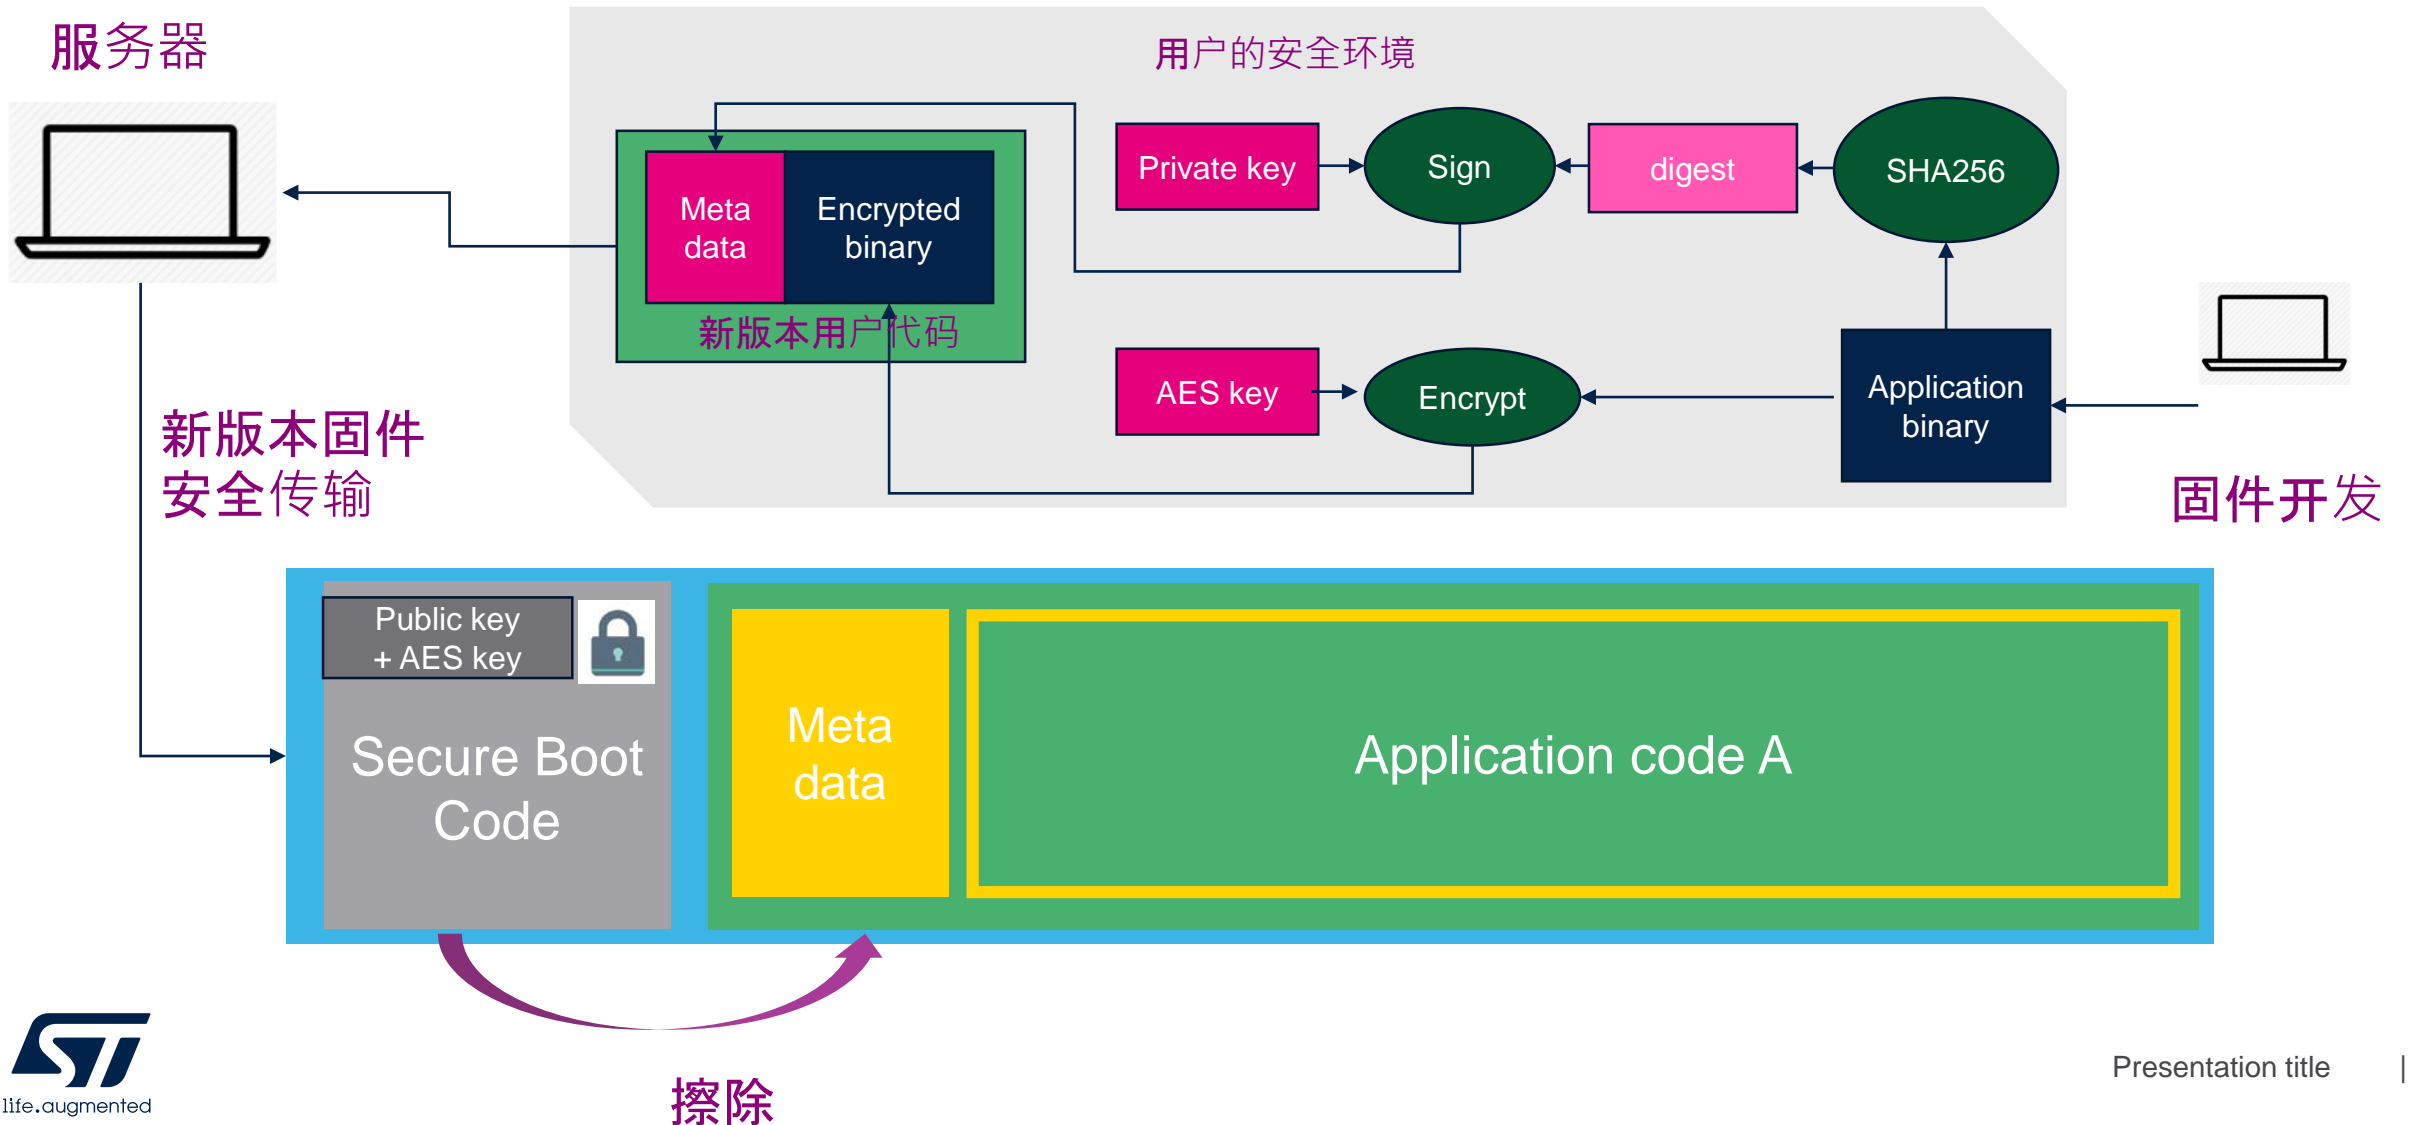 服务器
用户的安全环境
Private key
Sign
digest
SHA256
Meta
data
Encrypted
binary
新版本用户代码
AES key
Encrypt
Application
binary
新版本固件
安全传输
固件开发
Public key
+ AES key
Secure Boot
Code
Meta
data
Application code A
擦除
ST
life.augmented
Presentation title |